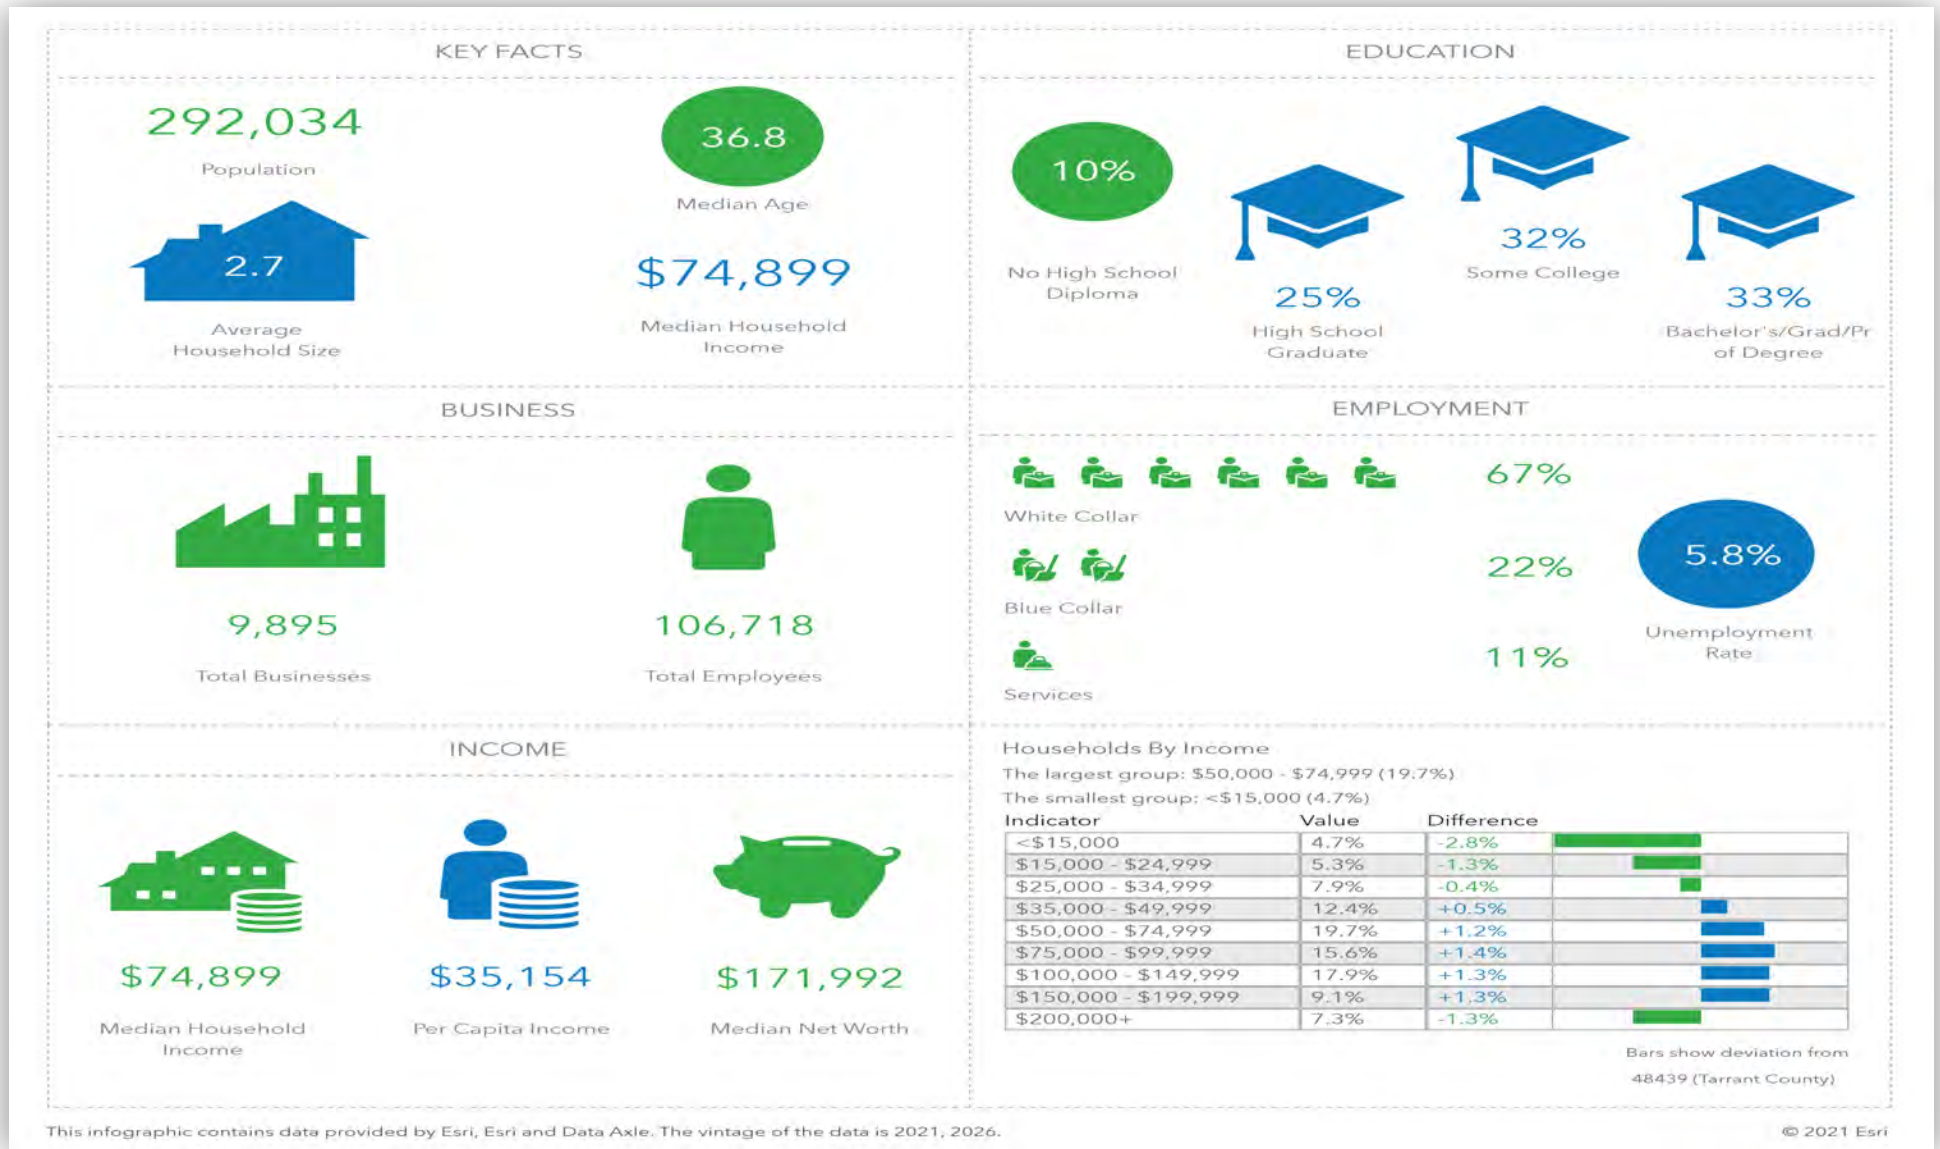 KEY FACTS
292,034
Population
36.8
Median Age
2.7
Average
Household Size
$74,899
Median Household
Income
EDUCATION
10%
No High School
Diploma
25%
High School
Graduate
32%
Some College
33%
Bachelor's/Grad/Pr
of Degree
BUSINESS
9,895
Total Businesses
106,718
Total Employees
EMPLOYMENT
67%
White Collar
22%
Blue Collar
11%
Services
5.8%
Unemployment
Rate
INCOME
$74,899
Median Household
Income
$35,154
Per Capita Income
$171,992
Median Net Worth
Households By Income
The largest group: $50,000 - $74,999 (19.7%)
The smallest group: <$15,000 (4.7%)
Indicator Value Difference
<$15,000 4.7% -2.8%
$15,000 - $24,999 5.3% -1.3%
$25,000 - $34,999 7.9% -0.4%
$35,000 - $49,999 12.4% +0.5%
$50,000 - $74,999 19.7% +1.2%
$75,000 - $99,999 15.6% +1.4%
$100,000 - $149,999 17.9% +1.3%
$150,000 - $199,999 9.1% +1.3%
$200,000+ 7.3% -1.3%
Bars show deviation from
48439 (Tarrant County)
This infographic contains data provided by Esri, Esri and Data Axle. The vintage of the data is 2021, 2026.
© 2021 Esri